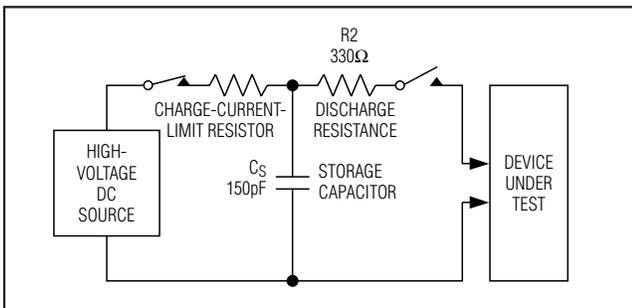 R2
330Ω
CHARGE-CURRENT-
LIMIT RESISTOR
DISCHARGE
RESISTANCE
HIGH-
VOLTAGE
DC
SOURCE
CS
150pF
STORAGE
CAPACITOR
DEVICE
UNDER
TEST